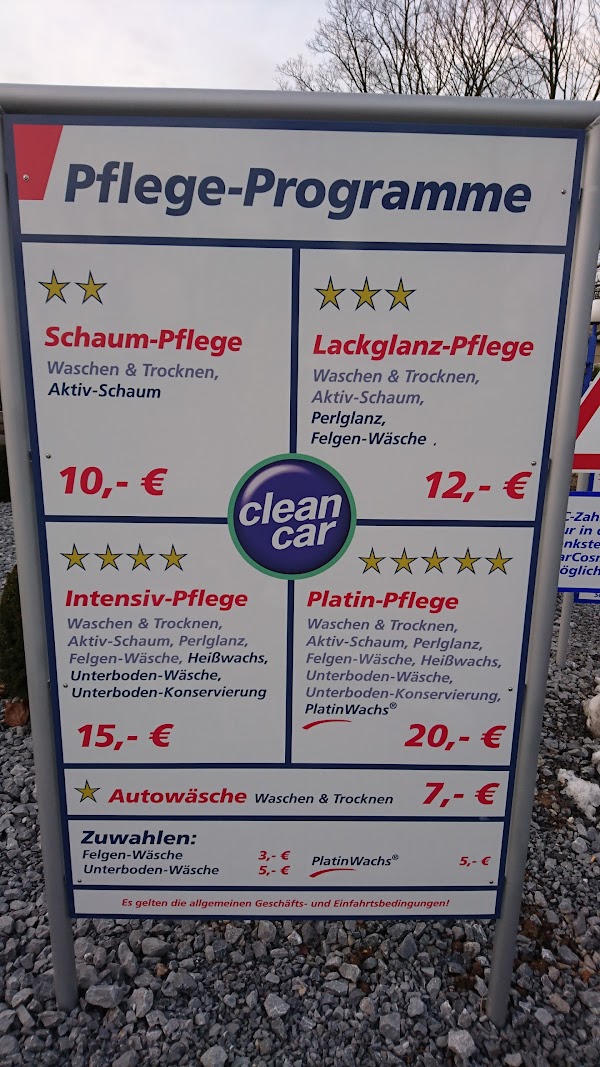 Pflege-Programme
Schaum-Pflege
Waschen & Trocknen,
Aktiv-Schaum
10,- €
Lackglanz-Pflege
Waschen & Trocknen,
Aktiv-Schaum,
Perlglanz,
Felgen-Wäsche .
12,- €
clean
car
Intensiv-Pflege
Waschen & Trocknen,
Aktiv-Schaum, Perlglanz,
Felgen-Wäsche, Heißwachs,
Unterboden-Wäsche,
Unterboden-Konservierung
15,- €
Platin-Pflege
Waschen & Trocknen,
Aktiv-Schaum, Perlglanz,
Felgen-Wäsche, Heißwachs,
Unterboden-Wäsche,
Unterboden-Konservierung,
PlatinWachs®
20,- €
Autowäsche Waschen & Trocknen 7,- €
Zuwahlen:
Felgen-Wäsche 3,- € PlatinWachs® 5,- €
Unterboden-Wäsche 5,- €
Es gelten die allgemeinen Geschäfts- und Einfahrtsbedingungen!